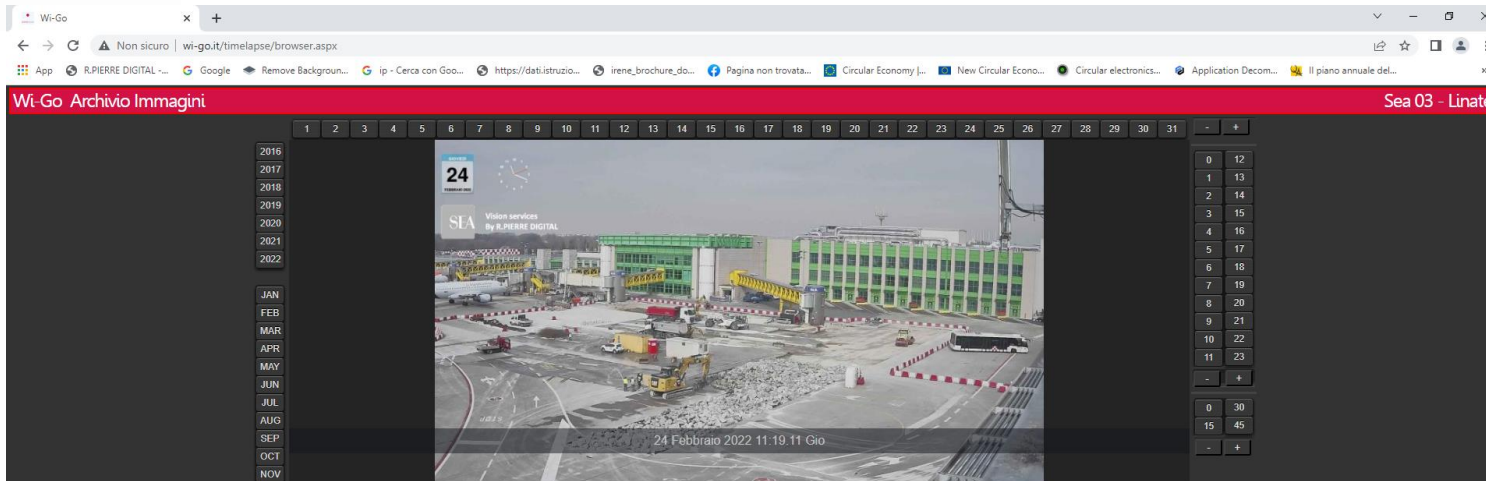 Wi-Go
Non sicuro | wi-go.it/timelapse/browser.aspx
App R.PIERRE DIGITAL -... Google Remove Backgroun... ip - Cerca con Goo... https://dati.istruzio... irene_brochure_do... Pagina non trovata... Circular Economy |... New Circular Econo... Circular electronics... Application Decom... Il piano annuale del...
Wi-Go Archivio Immagini Sea 03 - Linate
1 2 3 4 5 6 7 8 9 10 11 12 13 14 15 16 17 18 19 20 21 22 23 24 25 26 27 28 29 30 31 - +
2016
2017
2018
2019
2020
2021
2022
JAN
FEB
MAR
APR
MAY
JUN
JUL
AUG
SEP
OCT
NOV
24
SEA
Vision services
By R.PIERRE DIGITAL
24 Febbraio 2022 11:19.11 Gio
0 12
1 13
2 14
3 15
4 16
5 17
6 18
7 19
8 20
9 21
10 22
11 23
- +
0 30
15 45
- +